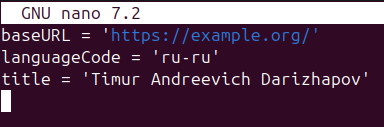 GNU nano 7.2
baseURL = 'https://example.org/'
languageCode = 'ru-ru'
title = 'Timur Andreevich Darizhapov'